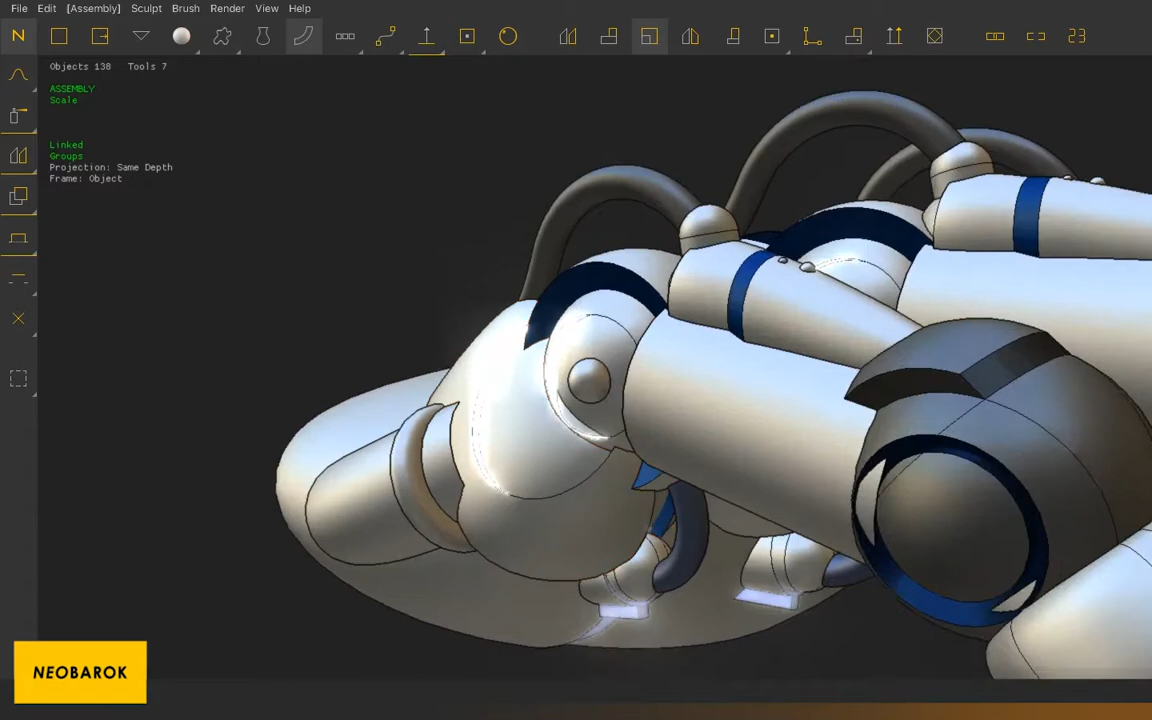 File Edit [Assembly] Sculpt Brush Render View Help
N
23
Objects 138 Tools 7
ASSEMBLY
Scale
Linked
Groups
Projection: Same Depth
Frame: Object
NEOBAROK